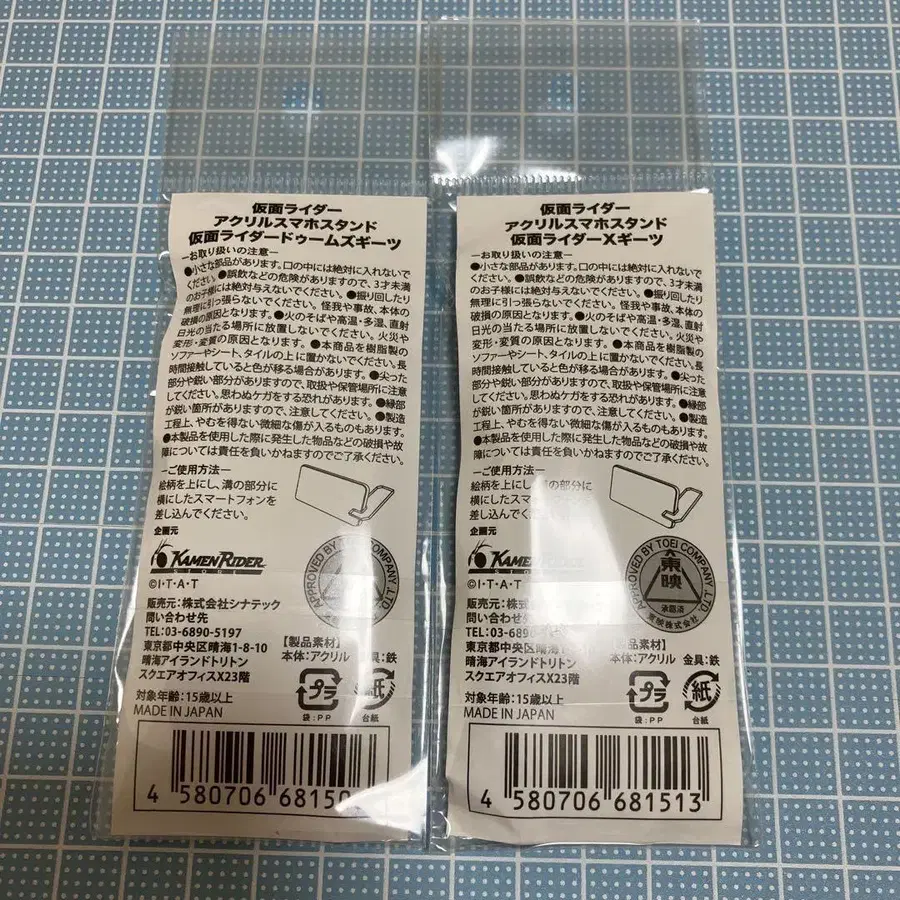 仮面ライダー
アクリルスマホスタンド
仮面ライダードゥームズギーツ
―お取り扱いの注意―
●小さな部品があります。口の中には絶対に入れないで
ください。●誤飲などの危険がありますので、3才未満
のお子様には絶対与えないでください。●振り回したり
無理に引っ張らないでください。怪我や事故、本体の
破損の原因となります。●火のそばや高温・多湿、直射
日光の当たる場所に放置しないでください。火災や
変形・変質の原因となります。●本商品を樹脂製の
ソファーやシート、タイルの上に置かないでください。長
時間接触していると色が移る場合があります。●尖った
部分や鋭い部分がありますので、取扱や保管場所に注意
してください。思わぬケガをする恐れがあります。●縁部
が鋭い箇所がありますので、注意してください。●製造
工程上、やむを得ない微細な傷が入るものもあります。
●本製品を使用した際に発生した物品などの破損や故
障については責任を負いかねますのでご了承ください。
―ご使用方法―
絵柄を上にし、溝の部分に
横にしたスマートフォンを
差し込んでください。
企画元
KAMEN RIDER
STORE
©I・T・A・T
APPROVED BY TOEI COMPANY, LTD.
販売元：株式会社シナテック
問い合わせ先
TEL:03-6890-5197
東京都中央区晴海1-8-10
晴海アイランドトリトン
スクエアオフィスX23階
【製品素材】
本体：アクリル 金具：鉄
プラ
袋：PP
紙
台紙
対象年齢：15歳以上
MADE IN JAPAN
4 580706 68150
仮面ライダー
アクリルスマホスタンド
仮面ライダーXギーツ
―お取り扱いの注意―
●小さな部品があります。口の中には絶対に入れないで
ください。●誤飲などの危険がありますので、3才未満
のお子様には絶対与えないでください。●振り回したり
無理に引っ張らないでください。怪我や事故、本体の
破損の原因となります。●火のそばや高温・多湿、直射
日光の当たる場所に放置しないでください。火災や
変形・変質の原因となります。●本商品を樹脂製の
ソファーやシート、タイルの上に置かないでください。長
時間接触していると色が移る場合があります。●尖った
部分や鋭い部分がありますので、取扱や保管場所に注意
してください。思わぬケガをする恐れがあります。●縁部
が鋭い箇所がありますので、注意してください。●製造
工程上、やむを得ない微細な傷が入るものもあります。
●本製品を使用した際に発生した物品などの破損や故
障については責任を負いかねますのでご了承ください。
―ご使用方法―
絵柄を上にし、の部分に
横にしたスマ
差し込んでください。
企画元
KAMEN RIDER
STORE
©I・T・A・T
APPROVED BY TOEI COMPANY, LTD.
東映
承認済
東映株式会社
販売元：株式会社シナテック
問い合わせ先
TEL:03-6890-
東京都中央区晴海1
晴海アイランドトリトン
スクエアオフィスX23階
【製品素材】
本体：アクリル 金具：鉄
プラ
袋：PP
紙
台紙
対象年齢：15歳以上
MADE IN JAPAN
4 580706 681513